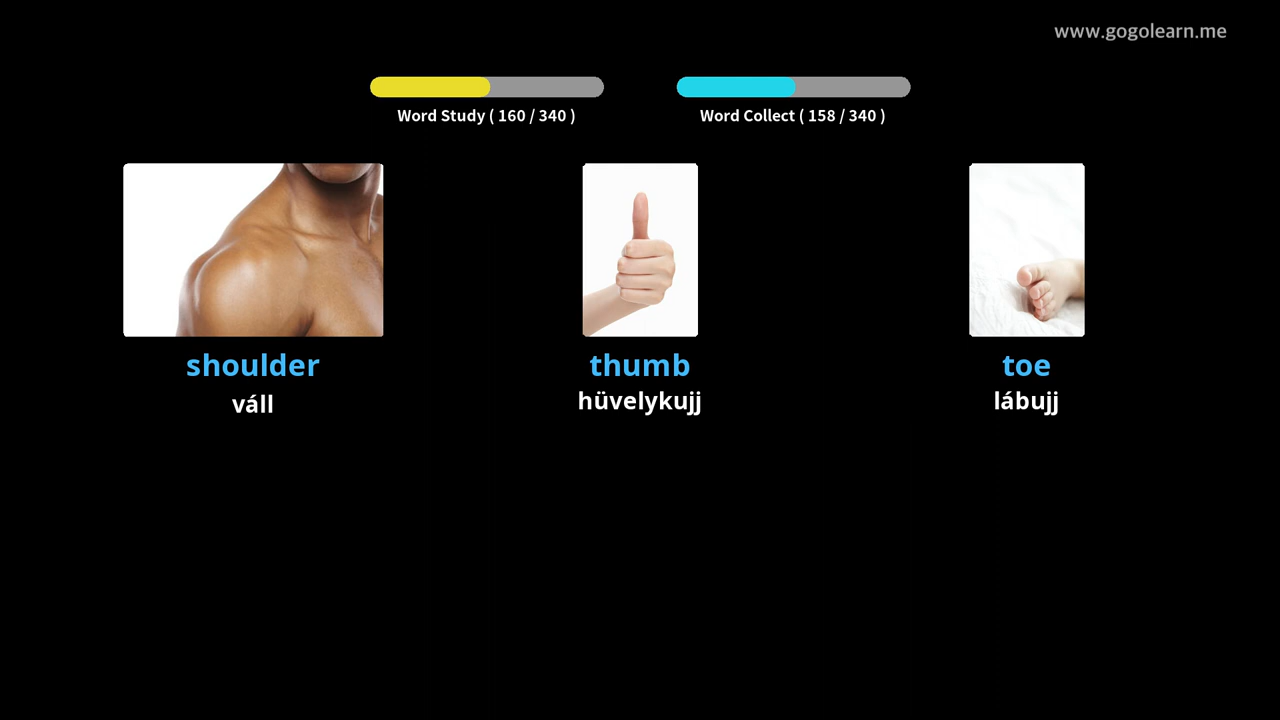 www.gogolearn.me
Word Study ( 160 / 340 )
Word Collect ( 158 / 340 )
shoulder
váll
thumb
hüvelykujj
toe
lábujj